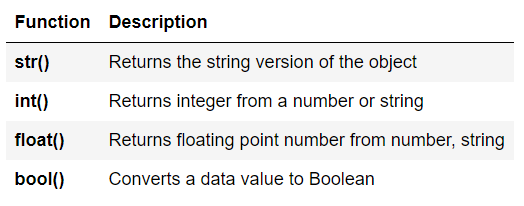 Function Description
str() Returns the string version of the object
int() Returns integer from a number or string
float() Returns floating point number from number, string
bool() Converts a data value to Boolean